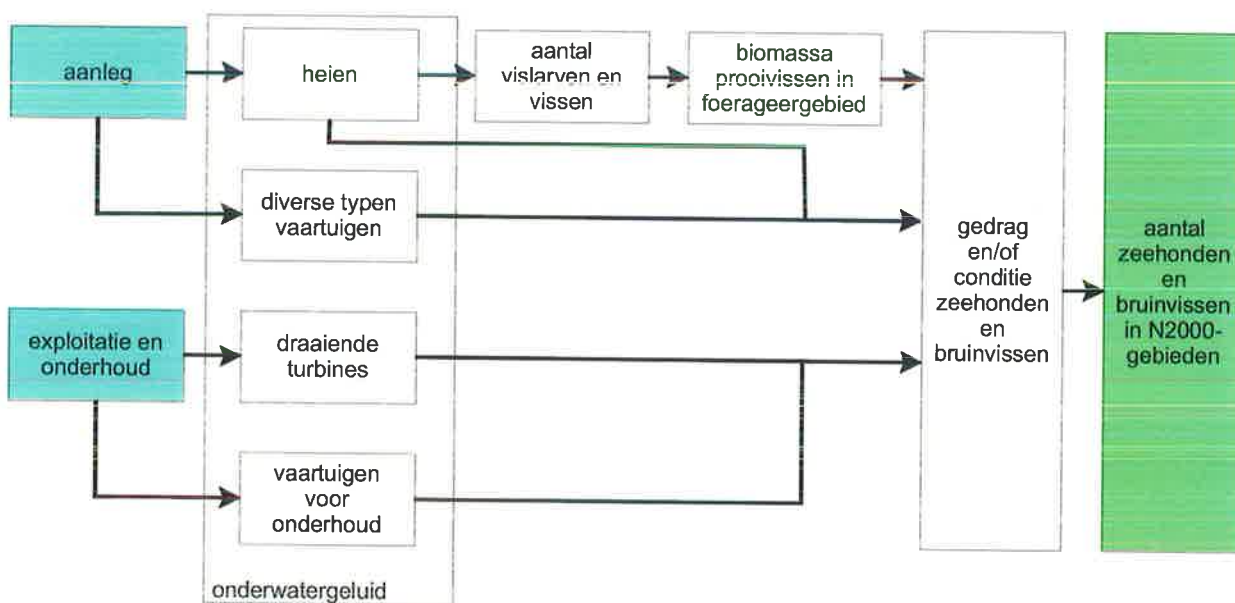 aanleg
heien
aantal
vislarven en
vissen
biomassa
prooivissen in
foerageergebied
diverse typen
vaartuigen
gedrag
en/of
conditie
zeehonden
en
bruinvissen
aantal
zeehonden
en
bruinvissen
in N2000-
gebieden
exploitatie en
onderhoud
draaiende
turbines
vaartuigen
voor
onderhoud
onderwatergeluid